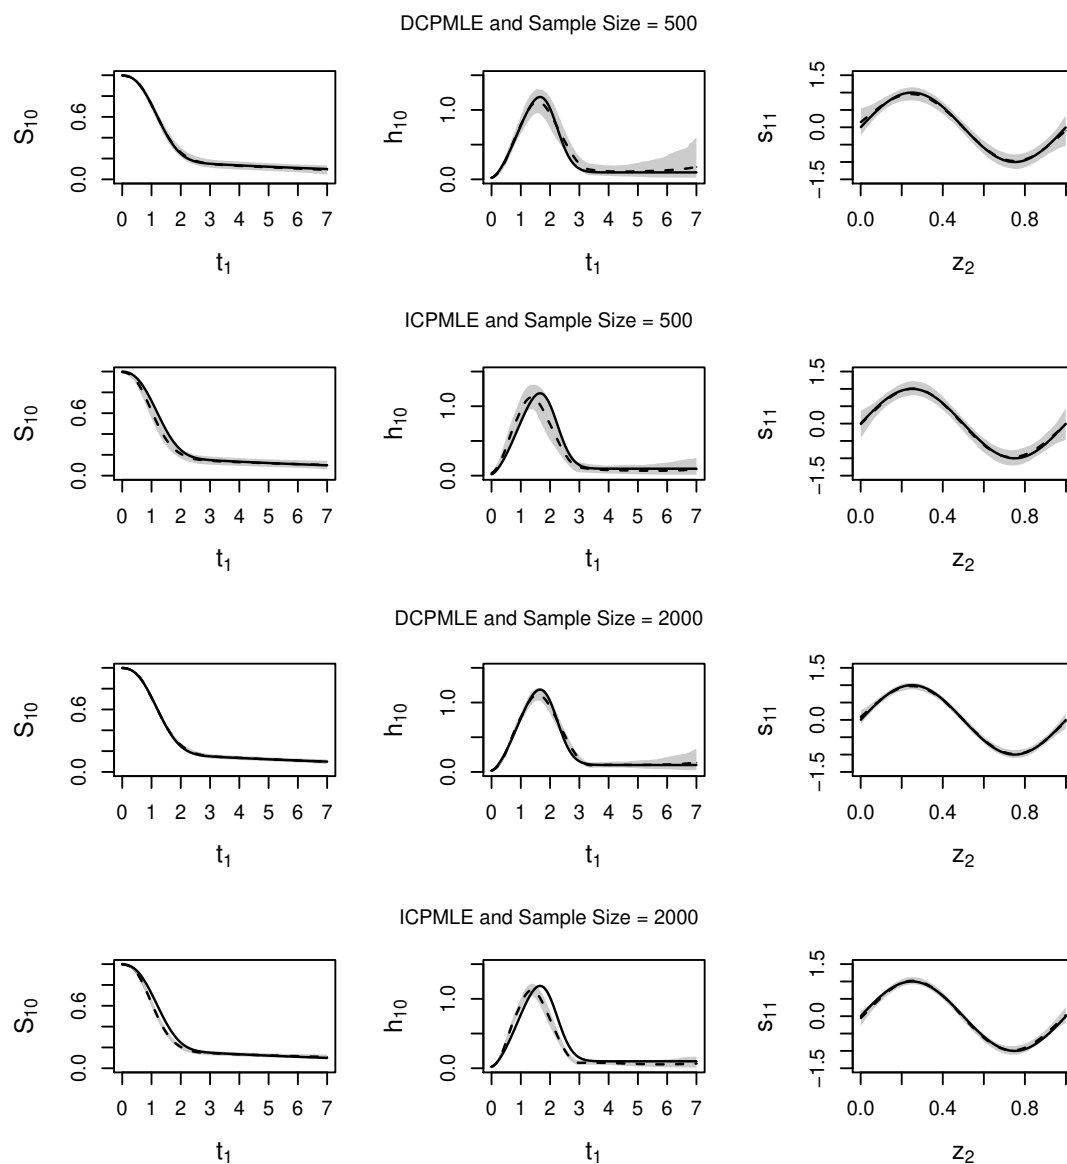 DCPMLE and Sample Size = 500
S10
0.0 0.6
0 1 2 3 4 5 6 7
t1
h10
0.0 1.0
0 1 2 3 4 5 6 7
t1
s11
−1.5 0.0 1.5
0.0 0.4 0.8
z2
ICPMLE and Sample Size = 500
S10
0.0 0.6
0 1 2 3 4 5 6 7
t1
h10
0.0 1.0
0 1 2 3 4 5 6 7
t1
s11
−1.5 0.0 1.5
0.0 0.4 0.8
z2
DCPMLE and Sample Size = 2000
S10
0.0 0.6
0 1 2 3 4 5 6 7
t1
h10
0.0 1.0
0 1 2 3 4 5 6 7
t1
s11
−1.5 0.0 1.5
0.0 0.4 0.8
z2
ICPMLE and Sample Size = 2000
S10
0.0 0.6
0 1 2 3 4 5 6 7
t1
h10
0.0 1.0
0 1 2 3 4 5 6 7
t1
s11
−1.5 0.0 1.5
0.0 0.4 0.8
z2